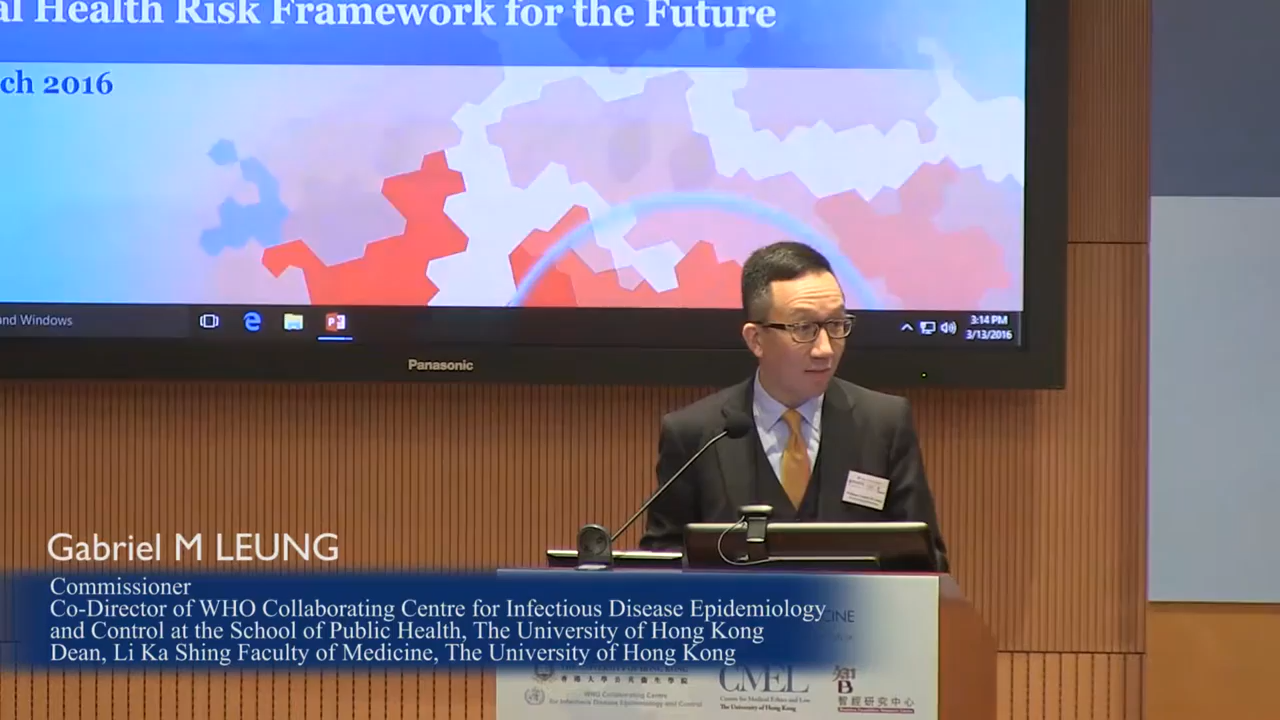 al Health Risk Framework for the Future
ch 2016
and Windows
3:14 PM
3/13/2016
Panasonic
Gabriel M LEUNG
Commissioner
Co-Director of WHO Collaborating Centre for Infectious Disease Epidemiology
and Control at the School of Public Health, The University of Hong Kong
Dean, Li Ka Shing Faculty of Medicine, The University of Hong Kong
CINE
WHO Collaborating Centre
for Infectious Disease Epidemiology and Control
CMEL
Centre for Medical Ethics and Law
The University of Hong Kong
智經研究中心